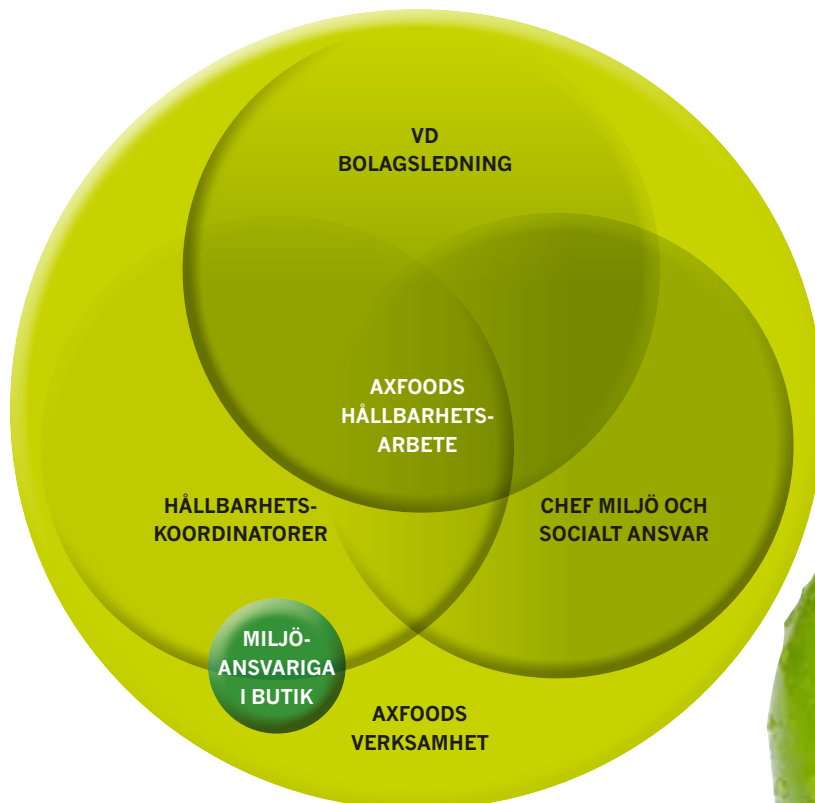 VD
BOLAGSLEDNING
AXFOODS
HÅLLBARHETS-
ARBETE
HÅLLBARHETS-
KOORDINATORER
CHEF MILJÖ OCH
SOCIALT ANSVAR
MILJÖ-
ANSVARIGA
I BUTIK
AXFOODS
VERKSAMHET